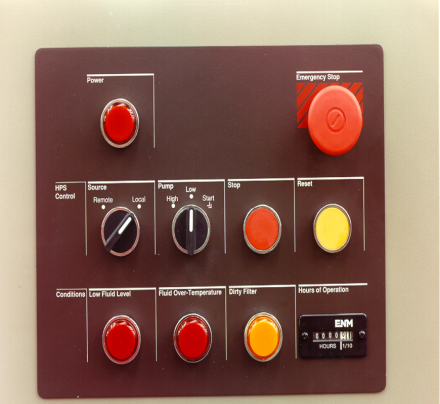 Power
Emergency Stop
HPS
Control
Source
Remote
Local
Pump
High
Low
Start
Stop
Reset
Conditions
Low Fluid Level
Fluid Over-Temperature
Dirty Filter
Hours of Operation
ENM
HOURS 1/10